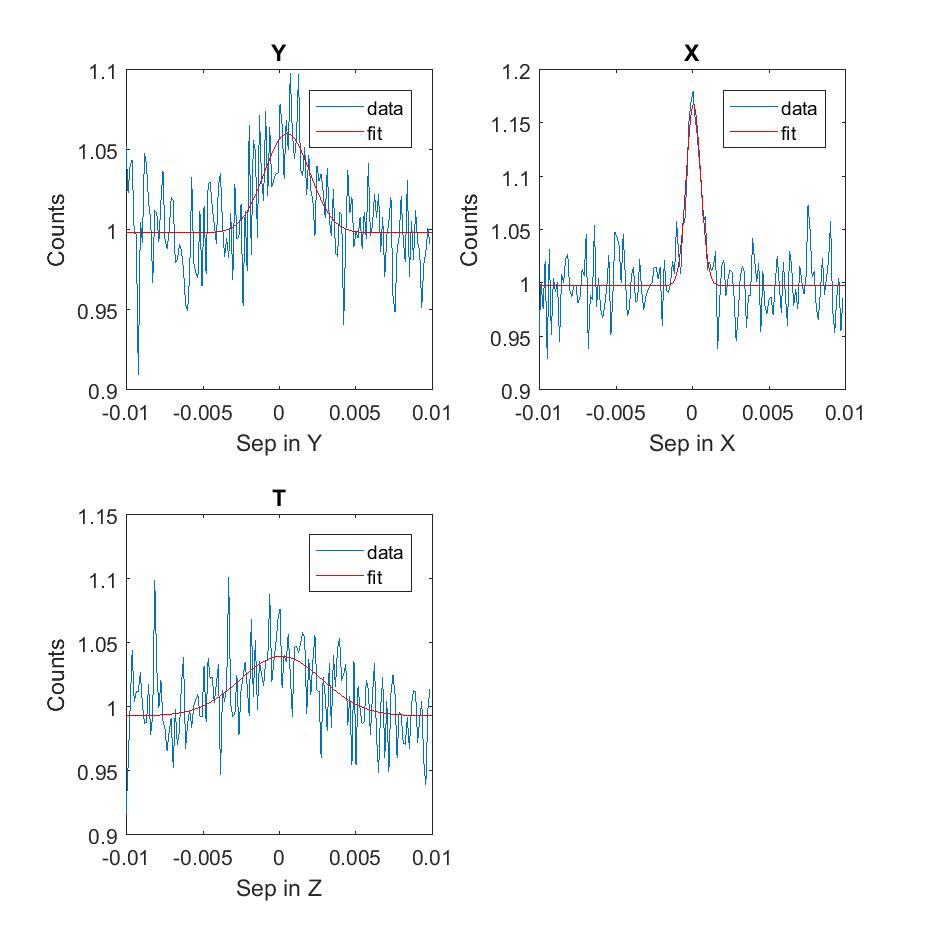 Y
1.1
1.05
1
0.95
0.9
Counts
-0.01 -0.005 0 0.005 0.01
Sep in Y
data
fit
X
1.2
1.15
1.1
1.05
1
0.95
0.9
Counts
-0.01 -0.005 0 0.005 0.01
Sep in X
data
fit
T
1.15
1.1
1.05
1
0.95
0.9
Counts
-0.01 -0.005 0 0.005 0.01
Sep in Z
data
fit